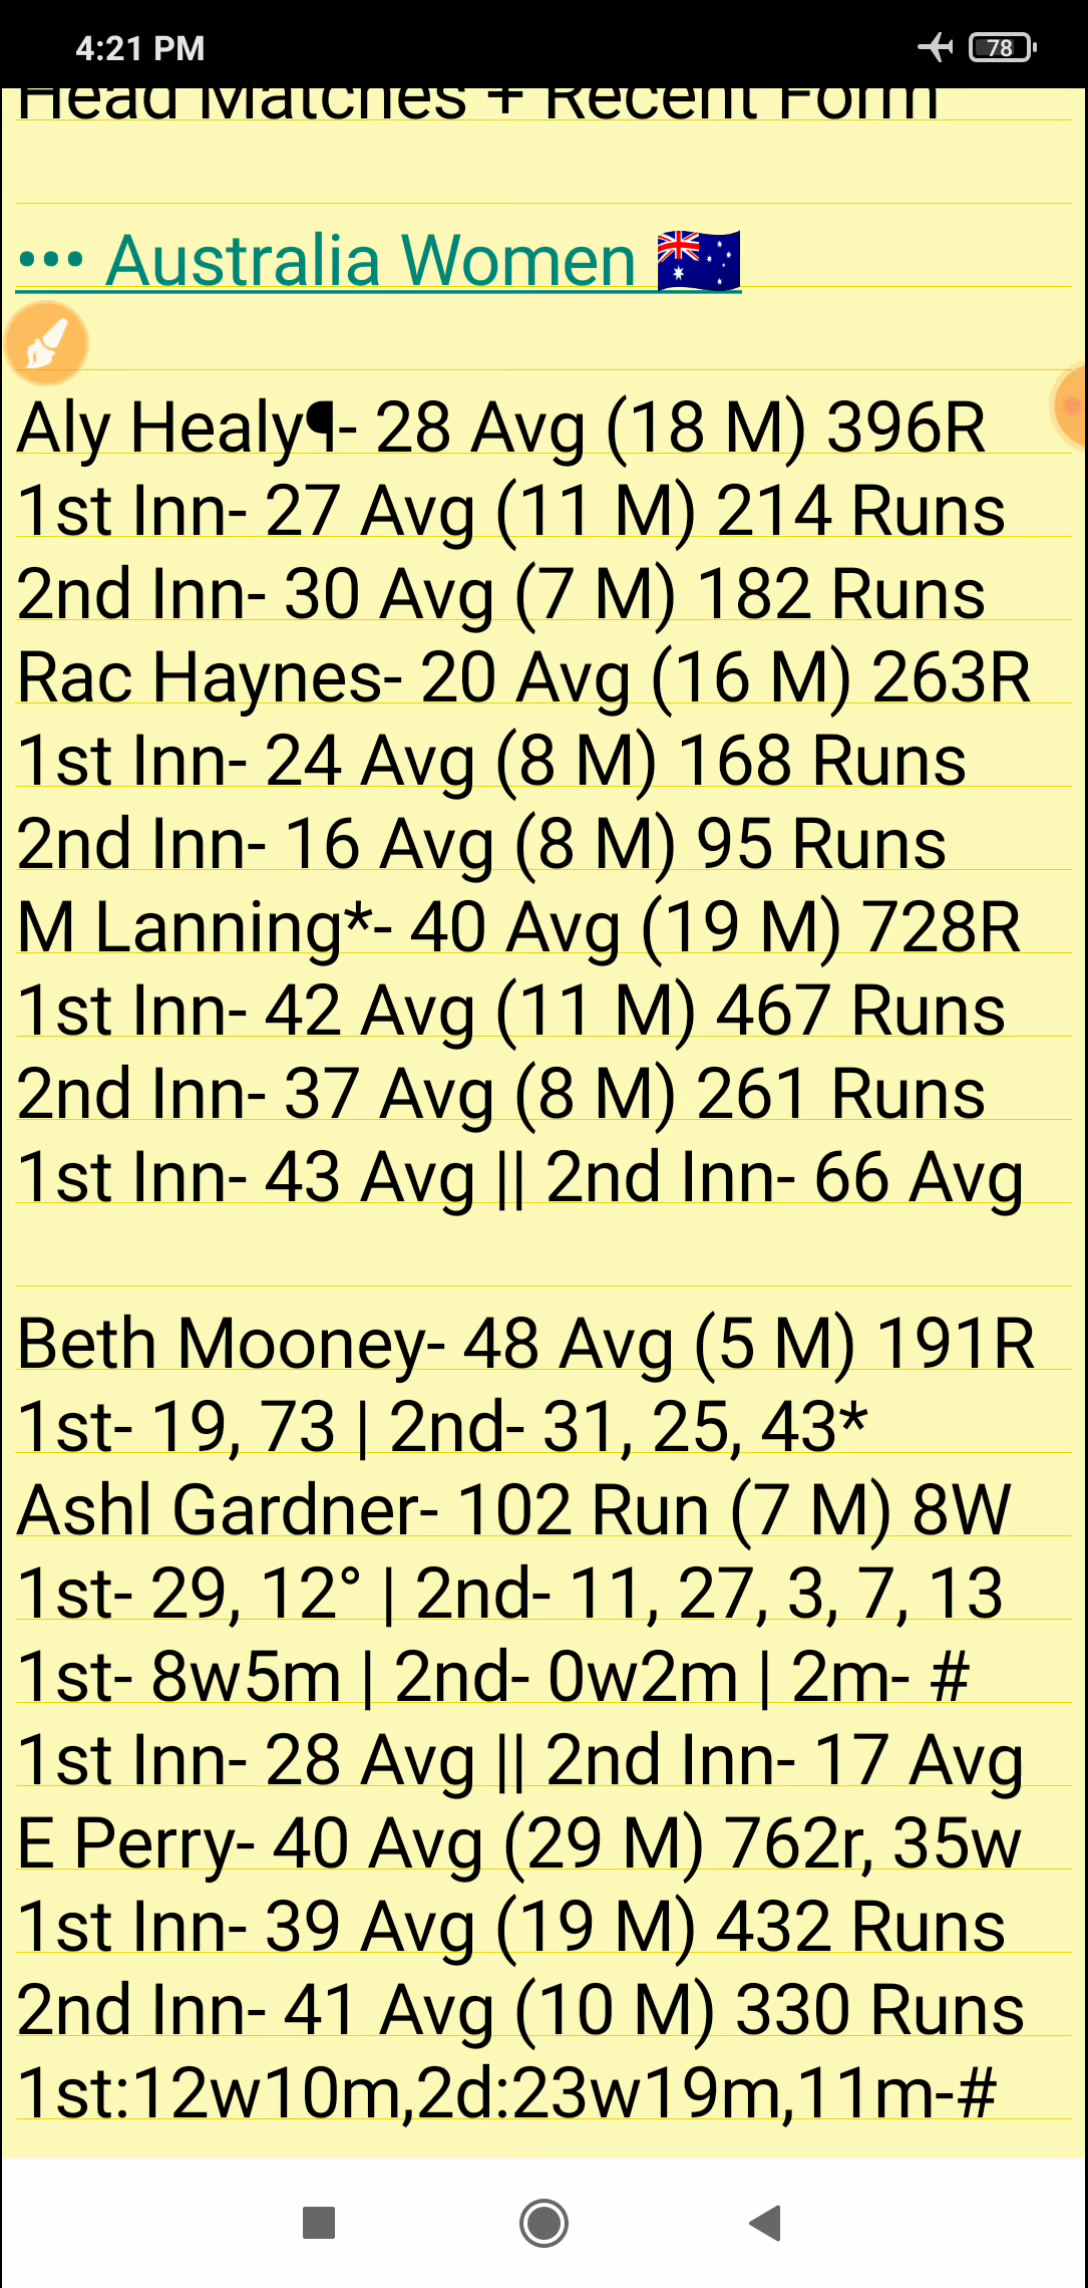 4:21 PM
78
Head Matches + Recent Form
••• Australia Women 🇦🇺
Aly Healy¶- 28 Avg (18 M) 396R
1st Inn- 27 Avg (11 M) 214 Runs
2nd Inn- 30 Avg (7 M) 182 Runs
Rac Haynes- 20 Avg (16 M) 263R
1st Inn- 24 Avg (8 M) 168 Runs
2nd Inn- 16 Avg (8 M) 95 Runs
M Lanning*- 40 Avg (19 M) 728R
1st Inn- 42 Avg (11 M) 467 Runs
2nd Inn- 37 Avg (8 M) 261 Runs
1st Inn- 43 Avg || 2nd Inn- 66 Avg
Beth Mooney- 48 Avg (5 M) 191R
1st- 19, 73 | 2nd- 31, 25, 43*
Ashl Gardner- 102 Run (7 M) 8W
1st- 29, 12° | 2nd- 11, 27, 3, 7, 13
1st- 8w5m | 2nd- 0w2m | 2m- #
1st Inn- 28 Avg || 2nd Inn- 17 Avg
E Perry- 40 Avg (29 M) 762r, 35w
1st Inn- 39 Avg (19 M) 432 Runs
2nd Inn- 41 Avg (10 M) 330 Runs
1st:12w10m,2d:23w19m,11m-#